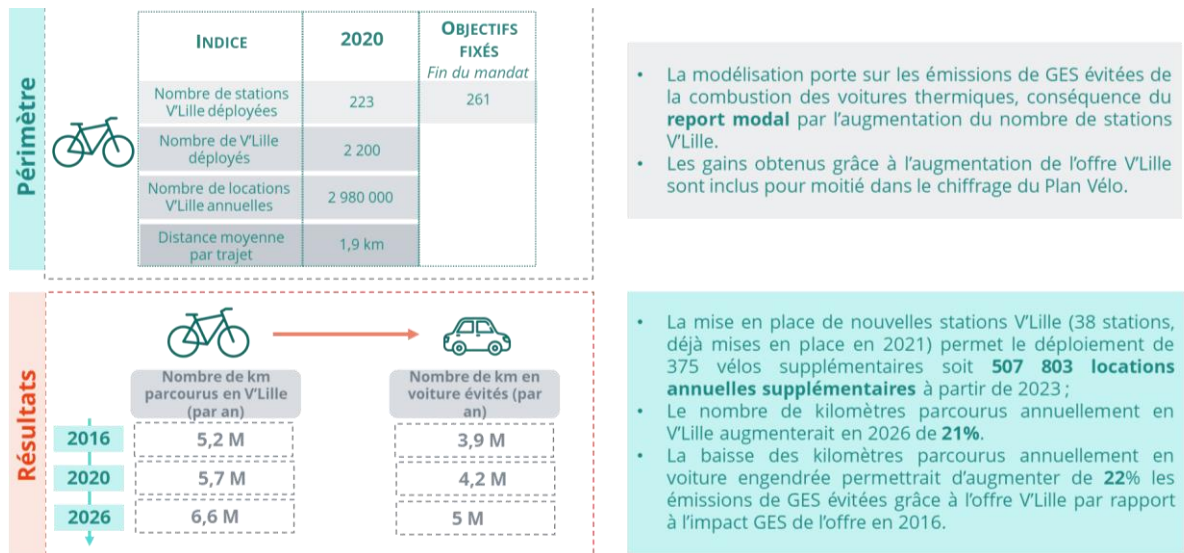 Périmètre
INDICE
2020
OBJECTIFS
FIXÉS
Fin du mandat
Nombre de stations
V'Lille déployées
223
261
Nombre de V'Lille
déployés
2 200
Nombre de locations
V'Lille annuelles
2 980 000
Distance moyenne
par trajet
1,9 km
• La modélisation porte sur les émissions de GES évitées de
la combustion des voitures thermiques, conséquence du
report modal par l'augmentation du nombre de stations
V'Lille.
• Les gains obtenus grâce à l'augmentation de l'offre V'Lille
sont inclus pour moitié dans le chiffrage du Plan Vélo.
Résultats
Nombre de km
parcourus en V'Lille
(par an)
Nombre de km en
voiture évités (par
an)
2016
5,2 M
3,9 M
2020
5,7 M
4,2 M
2026
6,6 M
5 M
• La mise en place de nouvelles stations V'Lille (38 stations,
déjà mises en place en 2021) permet le déploiement de
375 vélos supplémentaires soit 507 803 locations
annuelles supplémentaires à partir de 2023 ;
• Le nombre de kilomètres parcourus annuellement en
V'Lille augmenterait en 2026 de 21%.
• La baisse des kilomètres parcourus annuellement en
voiture engendrée permettrait d'augmenter de 22% les
émissions de GES évitées grâce à l'offre V'Lille par rapport
à l'impact GES de l'offre en 2016.